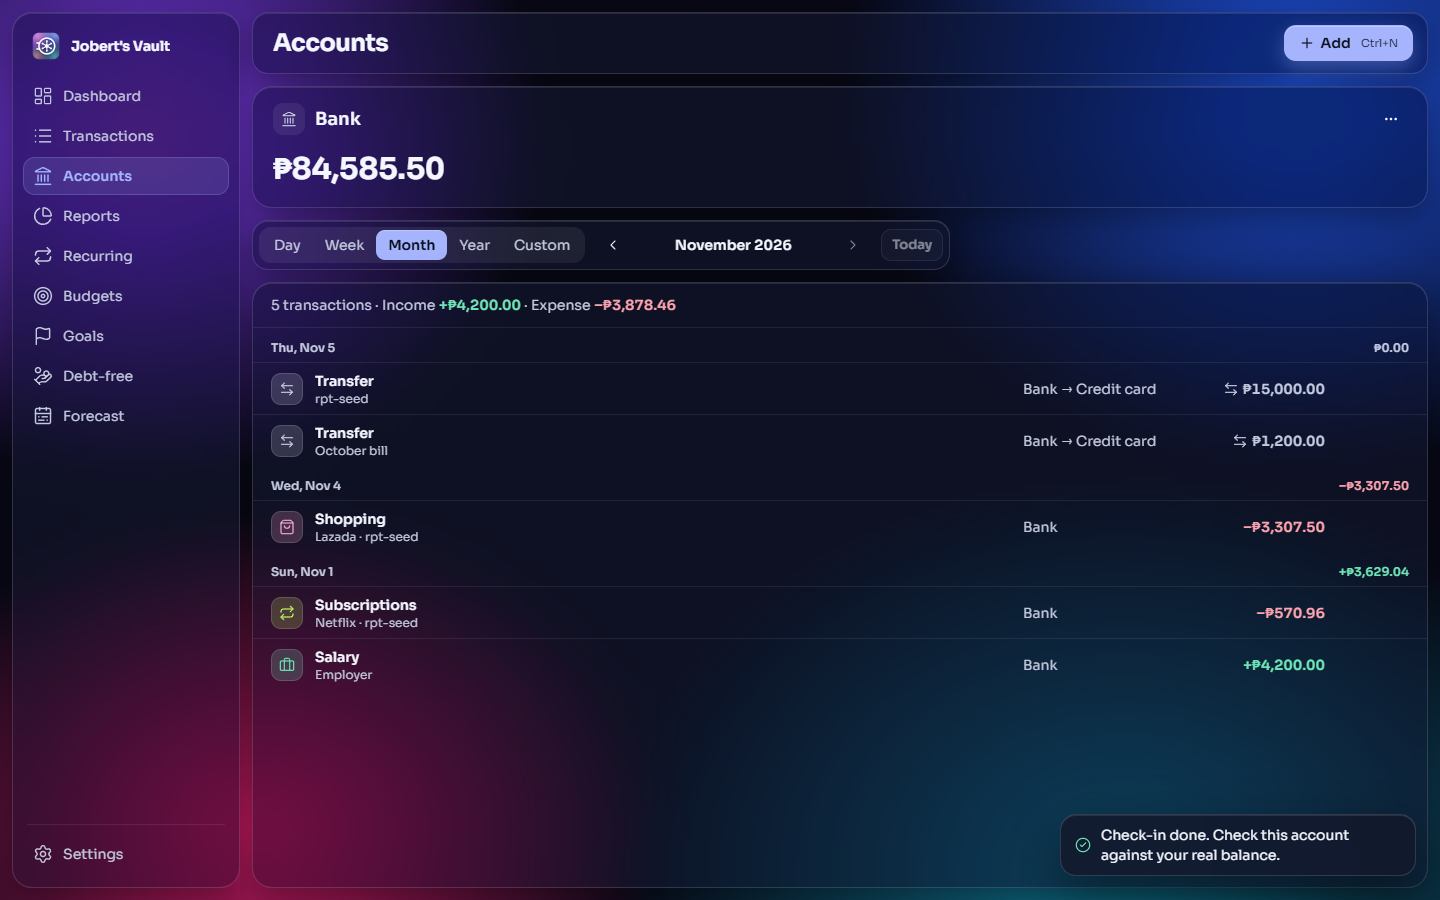 Jobert's Vault
Dashboard
Transactions
Accounts
Reports
Recurring
Budgets
Goals
Debt-free
Forecast
Settings
Accounts
Add Ctrl+N
Bank
₱84,585.50
Day Week Month Year Custom November 2026 Today
5 transactions · Income +₱4,200.00 · Expense −₱3,878.46
Thu, Nov 5 ₱0.00
Transfer
rpt-seed
Bank → Credit card ₱15,000.00
Transfer
October bill
Bank → Credit card ₱1,200.00
Wed, Nov 4 −₱3,307.50
Shopping
Lazada · rpt-seed
Bank −₱3,307.50
Sun, Nov 1 +₱3,629.04
Subscriptions
Netflix · rpt-seed
Bank −₱570.96
Salary
Employer
Bank +₱4,200.00
Check-in done. Check this account
against your real balance.